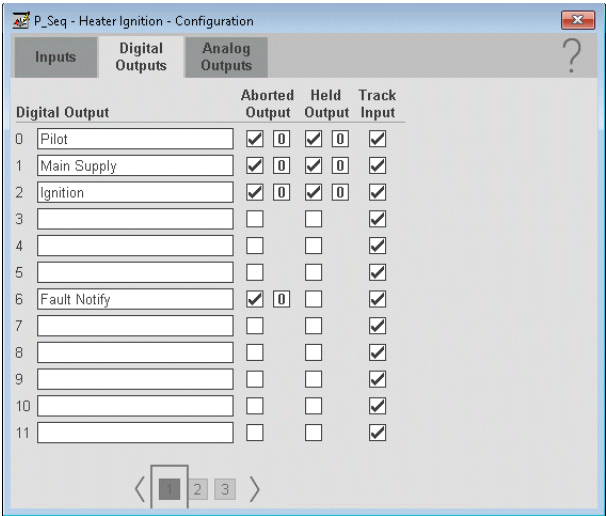 P_Seq - Heater Ignition - Configuration
Inputs
Digital Outputs
Analog Outputs
?
Digital Output
Aborted Output
Held Output
Track Input
0 Pilot 0 0
1 Main Supply 0 0
2 Ignition 0 0
3
4
5
6 Fault Notify 0
7
8
9
10
11
1 2 3